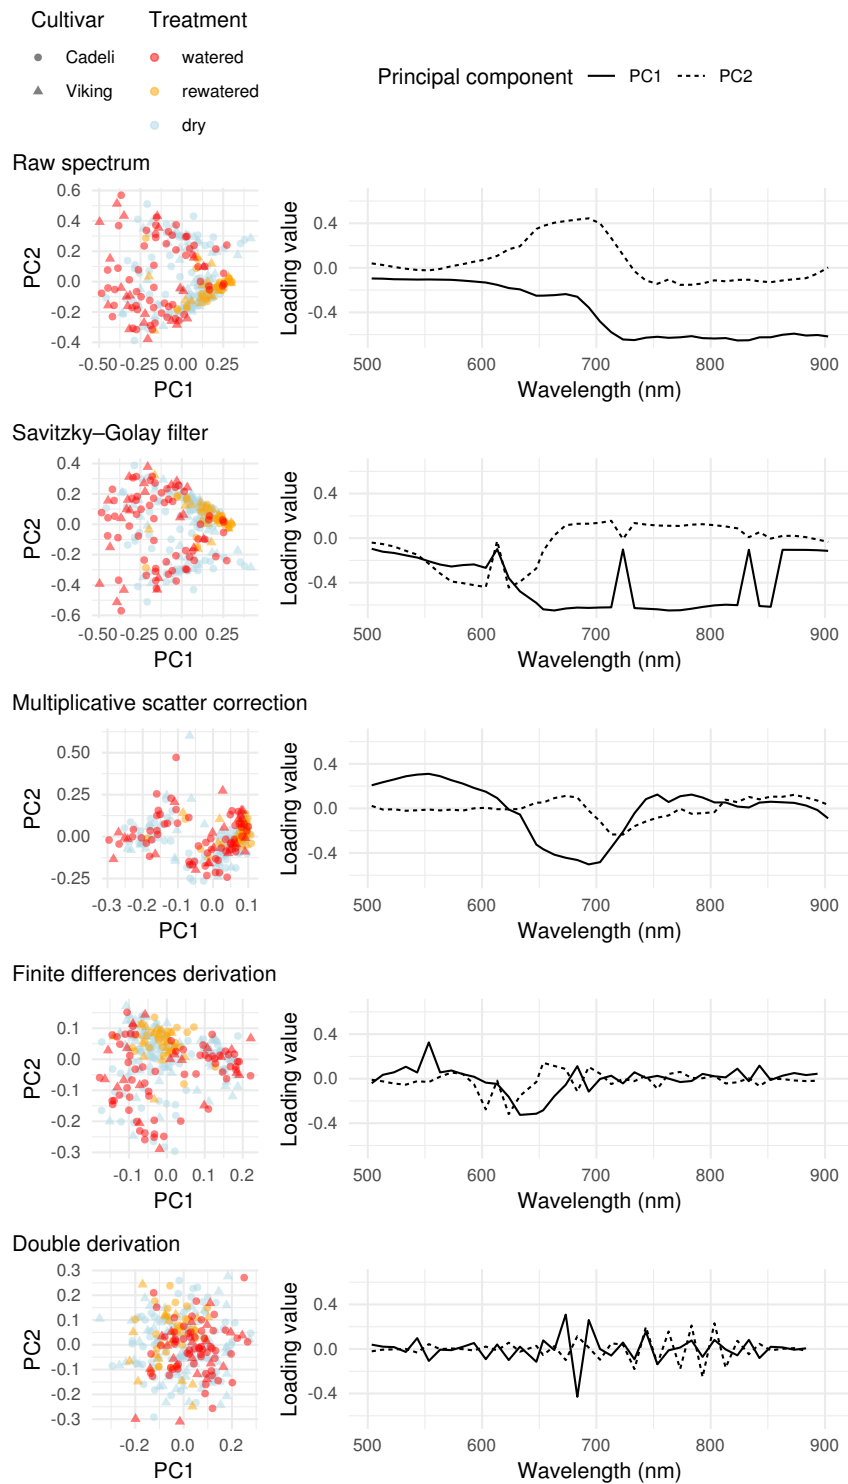 Cultivar Treatment
Cadeli watered
Viking rewatered
dry
Principal component PC1 PC2
Raw spectrum
0.6
0.4
0.2
0.0
-0.2
-0.4
PC2
-0.50 -0.25 0.00 0.25
PC1
Loading value
0.4
0.0
-0.4
500 600 700 800 900
Wavelength (nm)
Savitzky–Golay filter
0.4
0.2
0.0
-0.2
-0.4
-0.6
PC2
-0.50 -0.25 0.00 0.25
PC1
Loading value
0.4
0.0
-0.4
500 600 700 800 900
Wavelength (nm)
Multiplicative scatter correction
0.50
0.25
0.00
-0.25
PC2
-0.3 -0.2 -0.1 0.0 0.1
PC1
Loading value
0.4
0.0
-0.4
500 600 700 800 900
Wavelength (nm)
Finite differences derivation
0.1
0.0
-0.1
-0.2
-0.3
PC2
-0.1 0.0 0.1 0.2
PC1
Loading value
0.4
0.0
-0.4
500 600 700 800 900
Wavelength (nm)
Double derivation
0.3
0.2
0.1
0.0
-0.1
-0.2
-0.3
PC2
-0.2 0.0 0.2
PC1
Loading value
0.4
0.0
-0.4
500 600 700 800 900
Wavelength (nm)